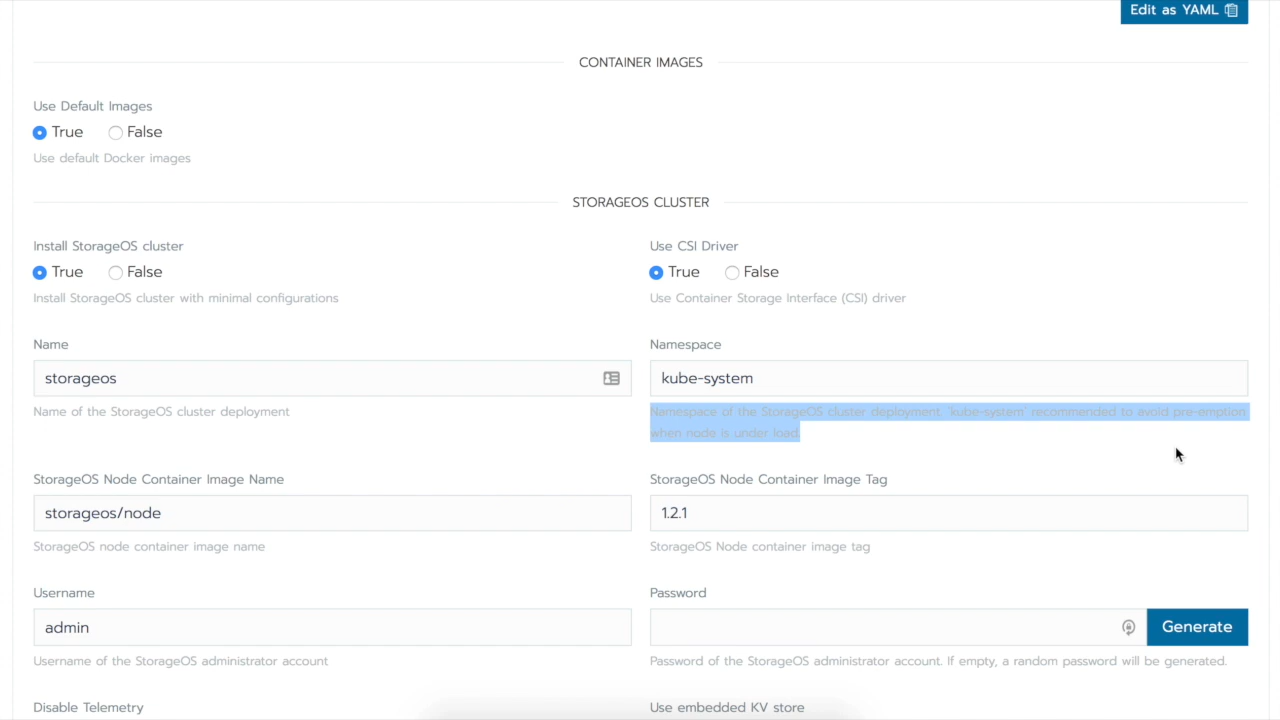 Edit as YAML
CONTAINER IMAGES
Use Default Images
True False
Use default Docker images
STORAGEOS CLUSTER
Install StorageOS cluster
True False
Install StorageOS cluster with minimal configurations
Use CSI Driver
True False
Use Container Storage Interface (CSI) driver
Name
storageos
Name of the StorageOS cluster deployment
Namespace
kube-system
Namespace of the StorageOS cluster deployment. `kube-system` recommended to avoid pre-emption
when node is under load.
StorageOS Node Container Image Name
storageos/node
StorageOS node container image name
StorageOS Node Container Image Tag
1.2.1
StorageOS Node container image tag
Username
admin
Username of the StorageOS administrator account
Password
Generate
Password of the StorageOS administrator account. If empty, a random password will be generated.
Disable Telemetry
Use embedded KV store